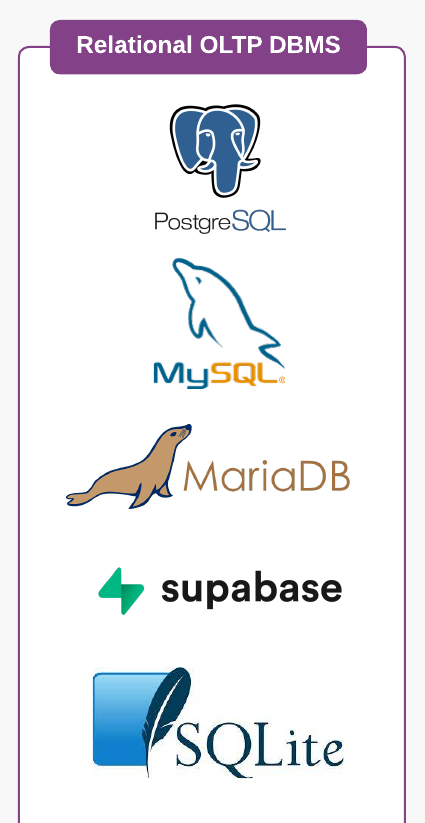 Relational OLTP DBMS
PostgreSQL
MySQL®
MariaDB
supabase
SQLite